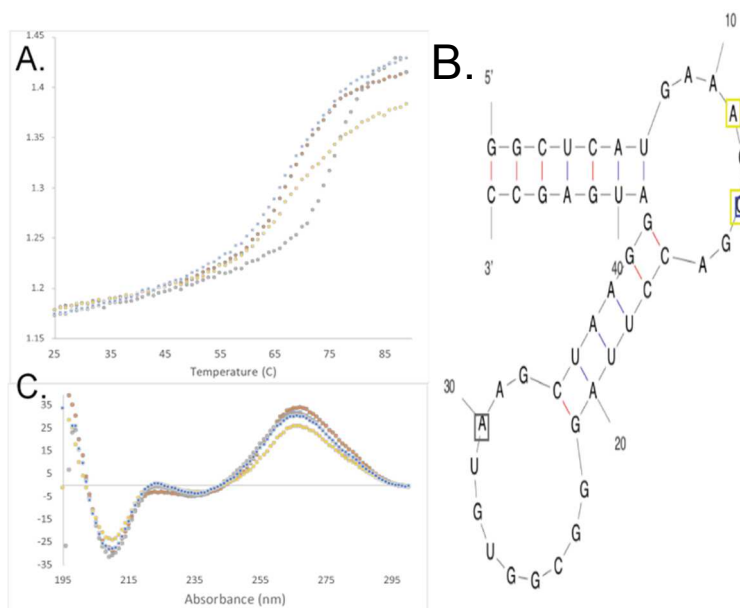 A.
1.45
1.4
1.35
1.3
1.25
1.2
1.15
25 35 45 55 65 75 85
Temperature (C)
B.
10
5'
G A A A
G G C U C A U
C C G A G U A
3'
40
G G A A U C
G A C C U U A G
20
30
A A G
U G U G G C G G
C.
35
25
15
5
-5
-15
-25
-35
195 215 235 255 275 295
Absorbance (nm)